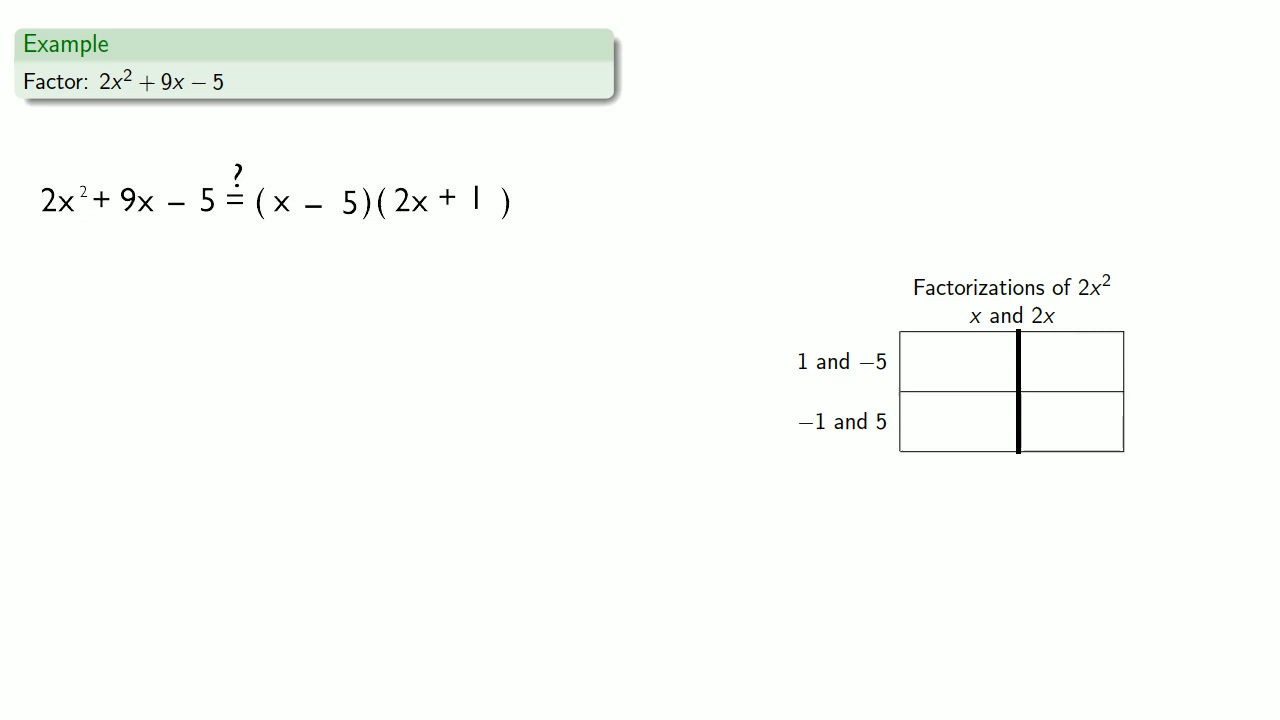 Example
Factor: 2x² + 9x − 5
2x² + 9x − 5 ≟ ( x − 5)( 2x + 1 )
Factorizations of 2x²
x and 2x
1 and −5
−1 and 5